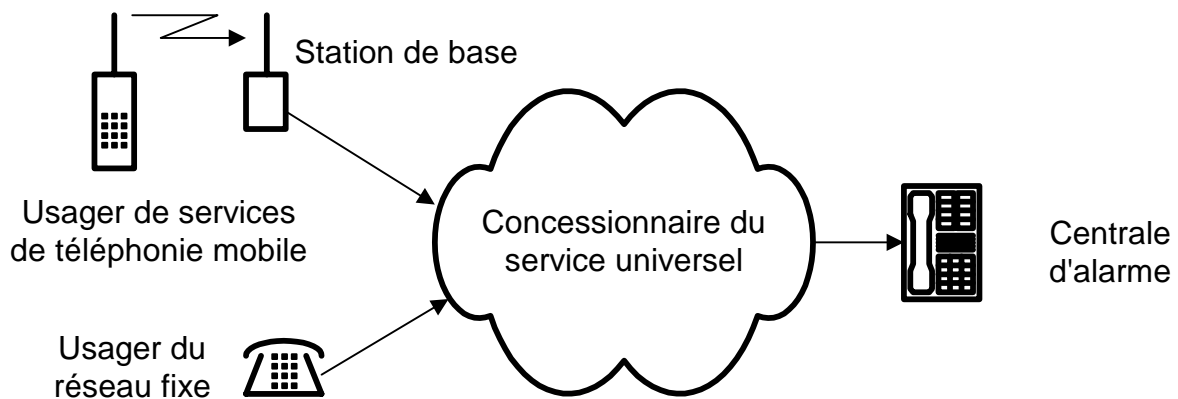 Station de base
Usager de services
de téléphonie mobile
Concessionnaire du
service universel
Centrale
d'alarme
Usager du
réseau fixe